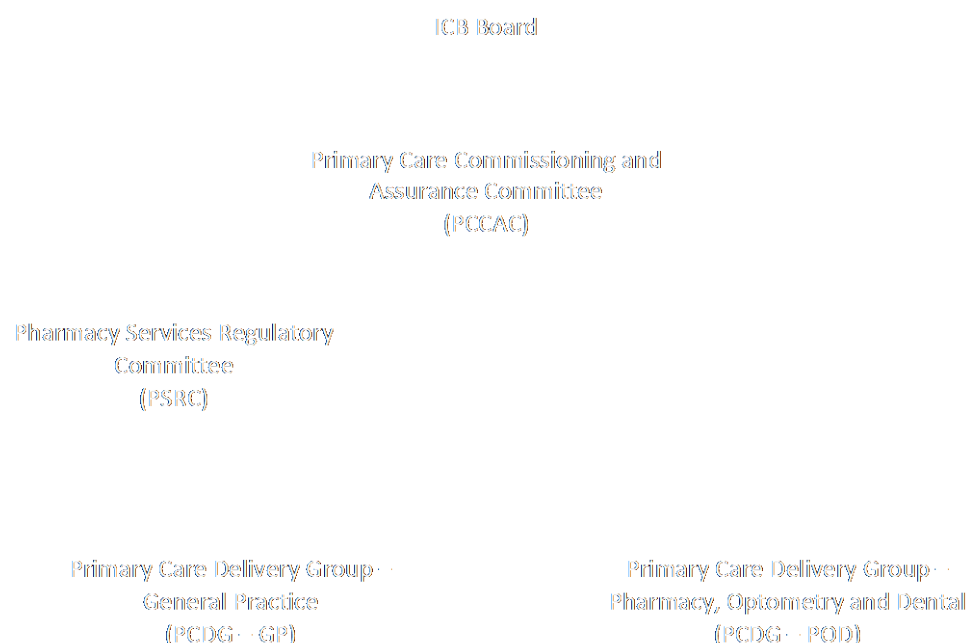 ICB Board
Primary Care Commissioning and
Assurance Committee
(PCCAC)
Pharmacy Services Regulatory
Committee
(PSRC)
Primary Care Delivery Group –
General Practice
(PCDG – GP)
Primary Care Delivery Group –
Pharmacy, Optometry and Dental
(PCDG – POD)